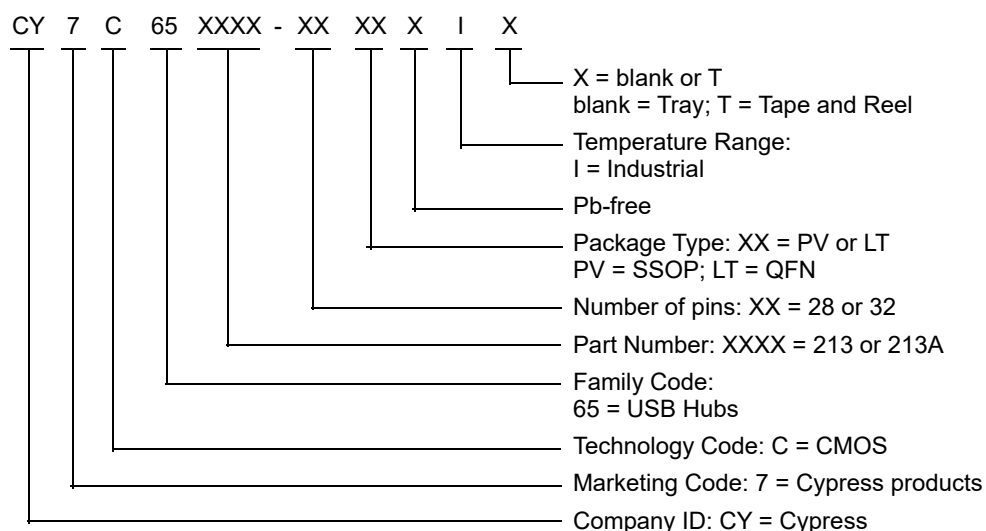 CY 7 C 65 XXXX - XX XX X I X
X = blank or T
blank = Tray; T = Tape and Reel
Temperature Range:
I = Industrial
Pb-free
Package Type: XX = PV or LT
PV = SSOP; LT = QFN
Number of pins: XX = 28 or 32
Part Number: XXXX = 213 or 213A
Family Code:
65 = USB Hubs
Technology Code: C = CMOS
Marketing Code: 7 = Cypress products
Company ID: CY = Cypress